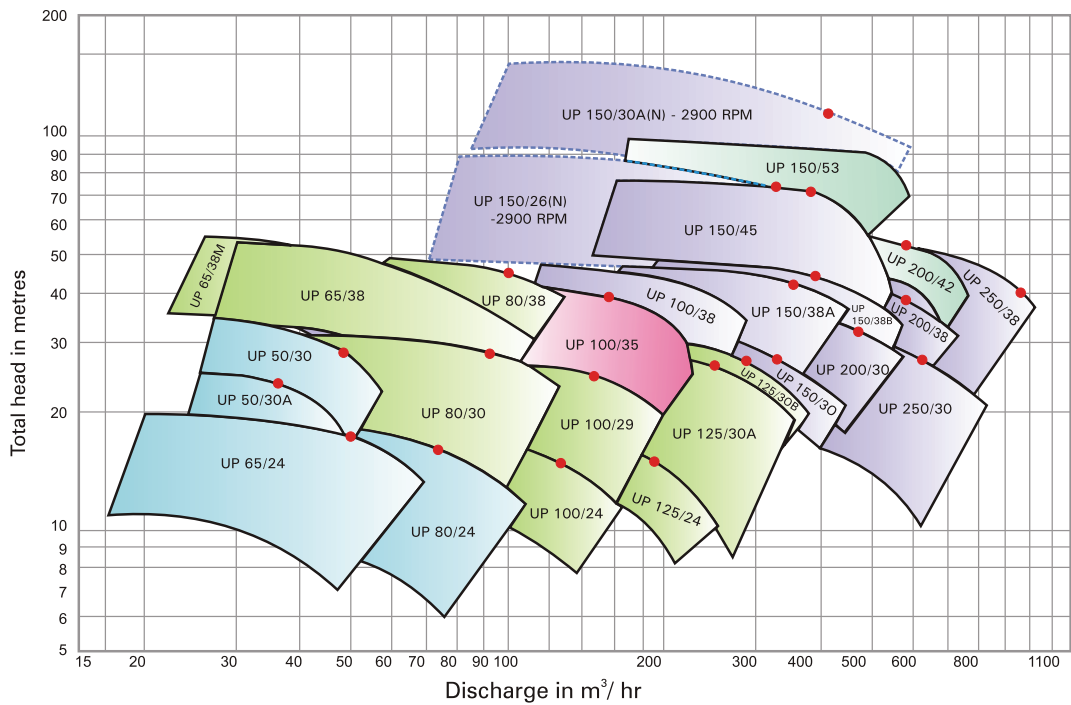 200
100
90
80
70
60
50
40
30
20
10
9
8
7
6
5
Total head in metres
UP 150/30A(N) - 2900 RPM
UP 150/53
UP 150/26(N)
-2900 RPM
UP 150/45
UP 65/38M
UP 65/38
UP 80/38
UP 100/38
UP 150/38A
UP
150/38B
UP 200/42
UP 200/38
UP 250/38
UP 50/30
UP 50/30A
UP 100/35
UP 125/30B
UP 150/30
UP 200/30
UP 250/30
UP 80/30
UP 100/29
UP 125/30A
UP 65/24
UP 80/24
UP 100/24
UP 125/24
15 20 30 40 50 60 70 80 90 100 200 300 400 500 600 800 1100
Discharge in m³/ hr